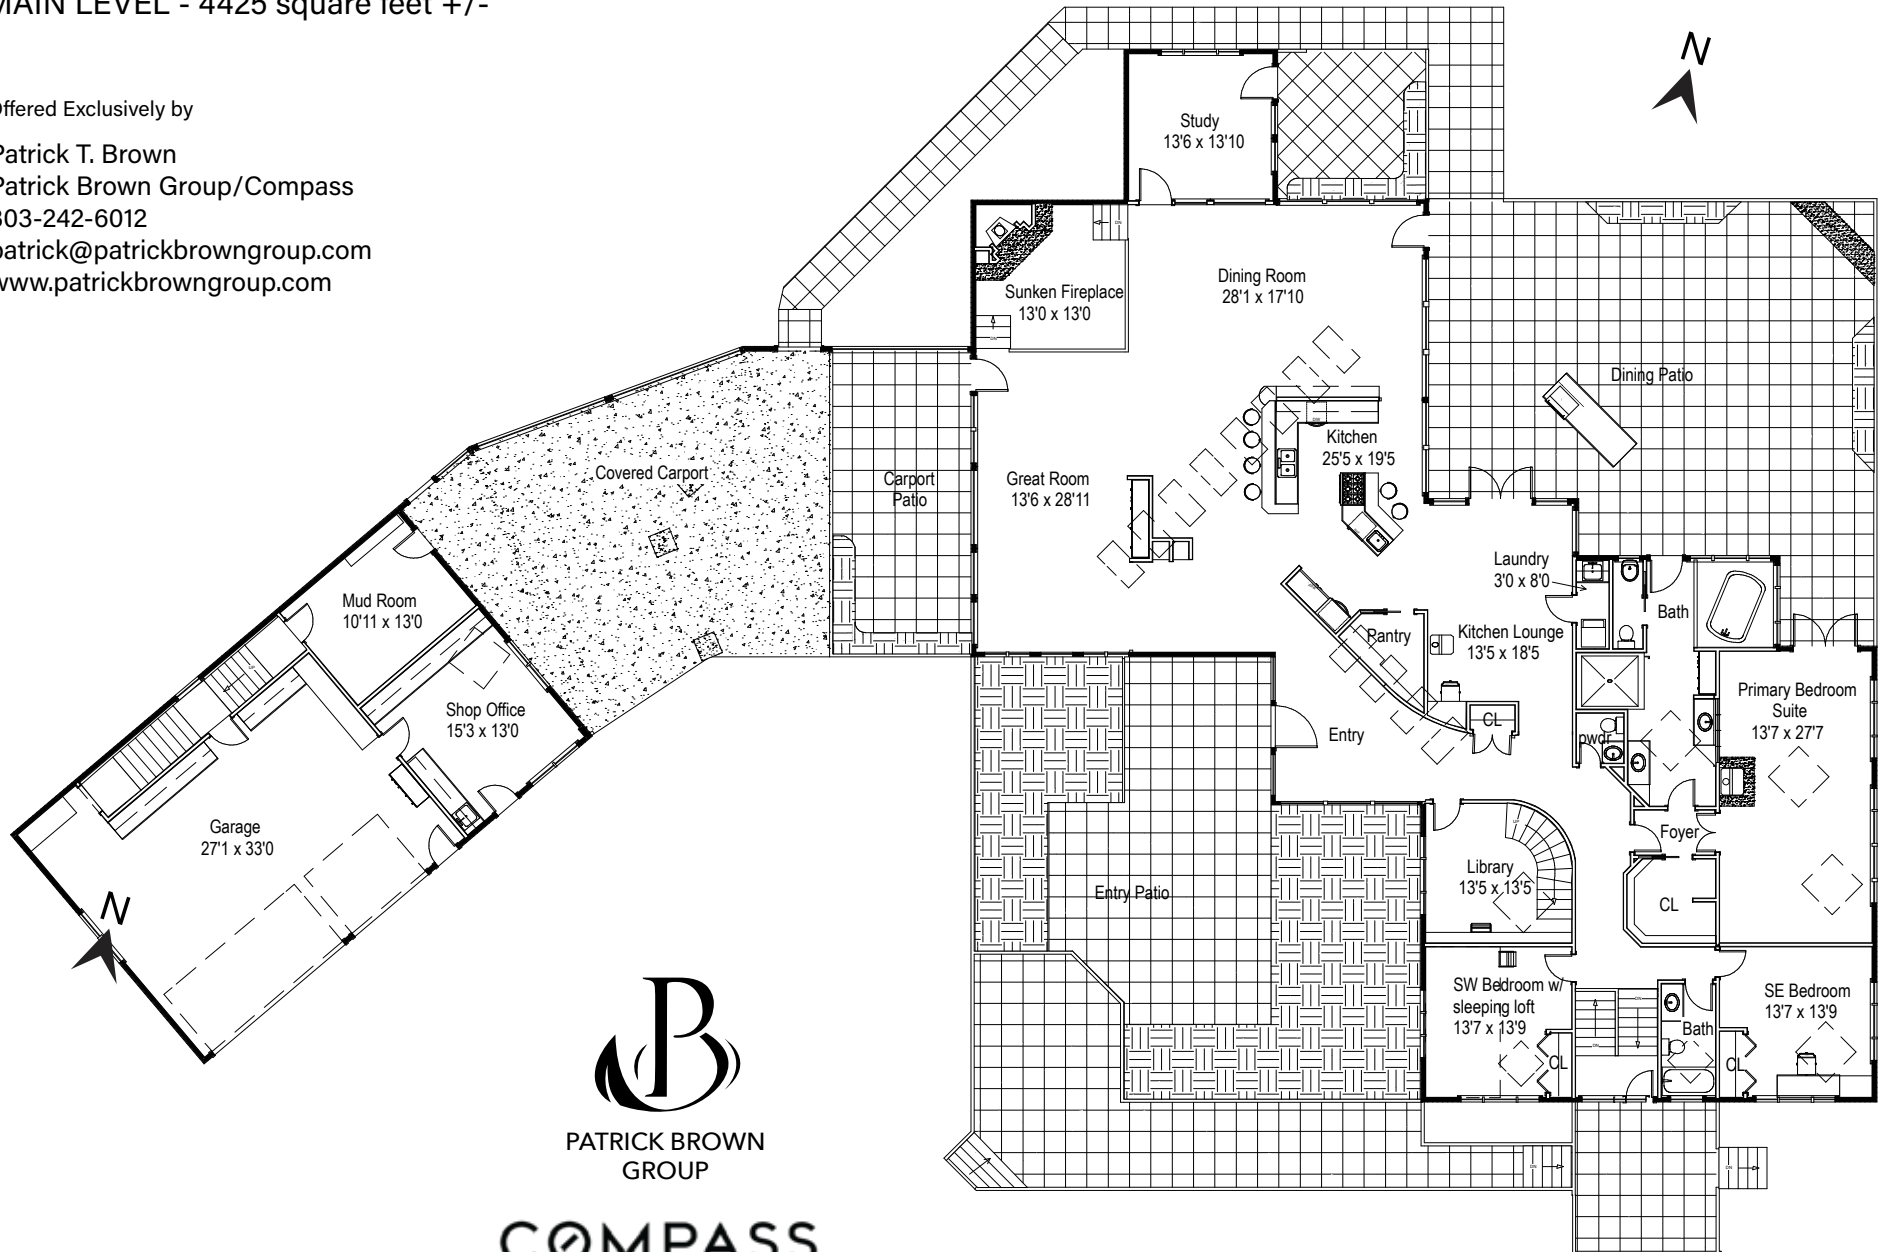 MAIN LEVEL - 4425 square feet +/-
Offered Exclusively by
Patrick T. Brown
Patrick Brown Group/Compass
303-242-6012
patrick@patrickbrowngroup.com
www.patrickbrowngroup.com
N
Study
13'6 x 13'10
Sunken Fireplace
13'0 x 13'0
Dining Room
28'1 x 17'10
Dining Patio
Covered Carport
Carport
Patio
Great Room
13'6 x 28'11
Kitchen
25'5 x 19'5
Laundry
3'0 x 8'0
Bath
Mud Room
10'11 x 13'0
Pantry
Kitchen Lounge
13'5 x 18'5
Primary Bedroom
Suite
13'7 x 27'7
Shop Office
15'3 x 13'0
CL
Entry
pwdr
Garage
27'1 x 33'0
Foyer
Library
13'5 x 13'5
Entry Patio
CL
N
SW Bedroom w/
sleeping loft
13'7 x 13'9
SE Bedroom
13'7 x 13'9
Bath
CL
CL
DN
DN
UP
DN
DN
B
PATRICK BROWN
GROUP
COMPASS